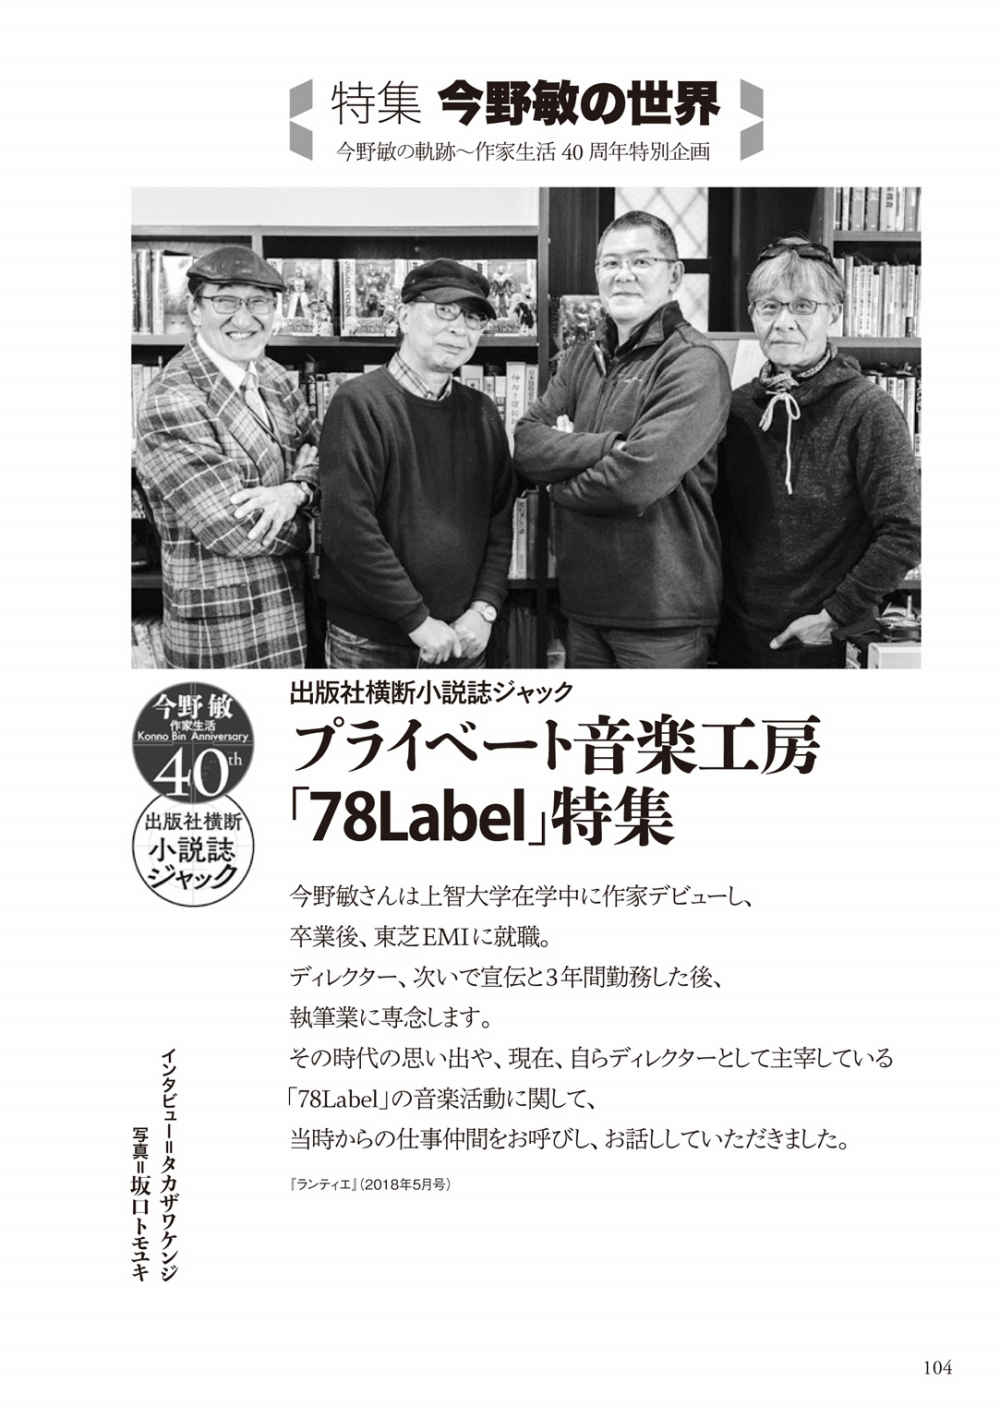 特集 今野敏の世界
今野敏の軌跡～作家生活 40 周年特別企画
今野 敏
作家生活
Konno Bin Anniversary
40th
出版社横断
小説誌
ジャック
出版社横断小説誌ジャック
プライベート音楽工房
「78Label」特集
今野敏さんは上智大学在学中に作家デビューし、
卒業後、東芝EMIに就職。
ディレクター、次いで宣伝と3年間勤務した後、
執筆業に専念します。
その時代の思い出や、現在、自らディレクターとして主宰している
「78Label」の音楽活動に関して、
当時からの仕事仲間をお呼びし、お話ししていただきました。
『ランティエ』（2018年5月号）
インタビュー＝タカザワケンジ
写真＝坂口トモユキ
104